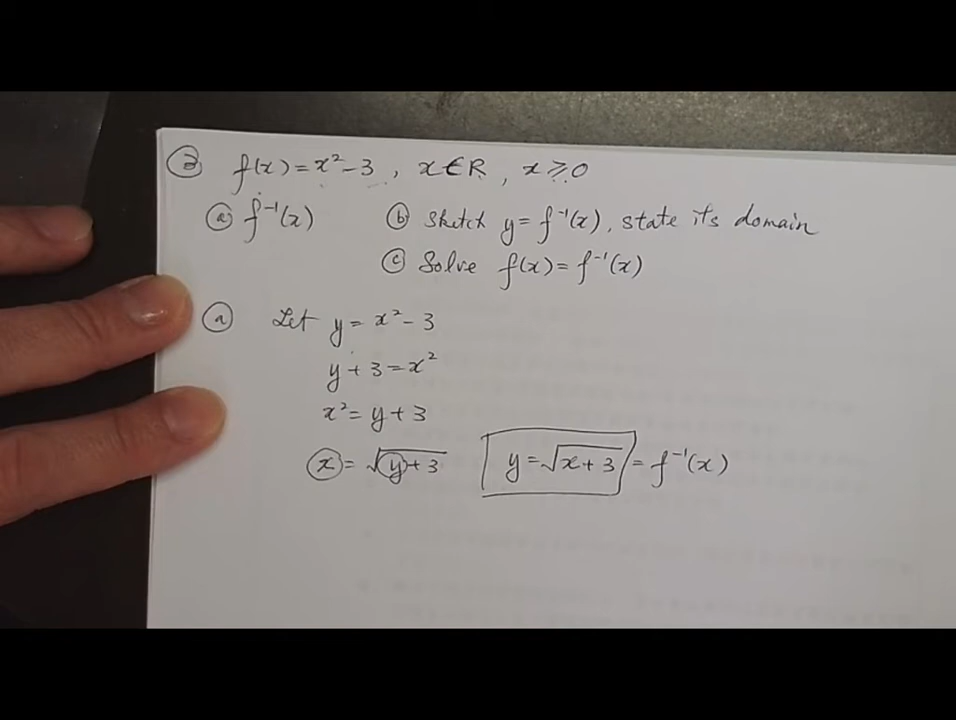 ② f(x) = x² - 3 , x ∈ R , x ≥ 0
ⓐ f⁻¹(x) ⓑ Sketch y = f⁻¹(x), state its domain
ⓒ Solve f(x) = f⁻¹(x)
ⓐ Let y = x² - 3
y + 3 = x²
x² = y + 3
x = √y+3 y = √x+3 = f⁻¹(x)